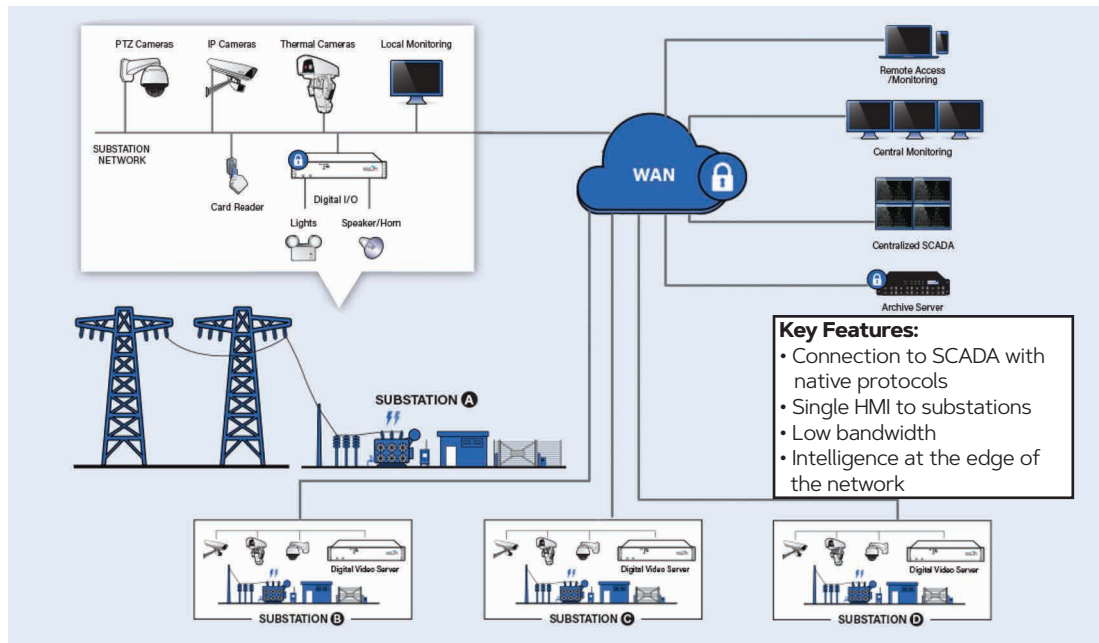 PTZ Cameras
IP Cameras
Thermal Cameras
Local Monitoring
SUBSTATION
NETWORK
Card Reader
Digital I/O
Lights
Speaker/Horn
WAN
Remote Access
/Monitoring
Central Monitoring
Centralized SCADA
Archive Server
Key Features:
• Connection to SCADA with
native protocols
• Single HMI to substations
• Low bandwidth
• Intelligence at the edge of
the network
SUBSTATION A
Digital Video Server
SUBSTATION B
Digital Video Server
SUBSTATION C
Digital Video Server
SUBSTATION D